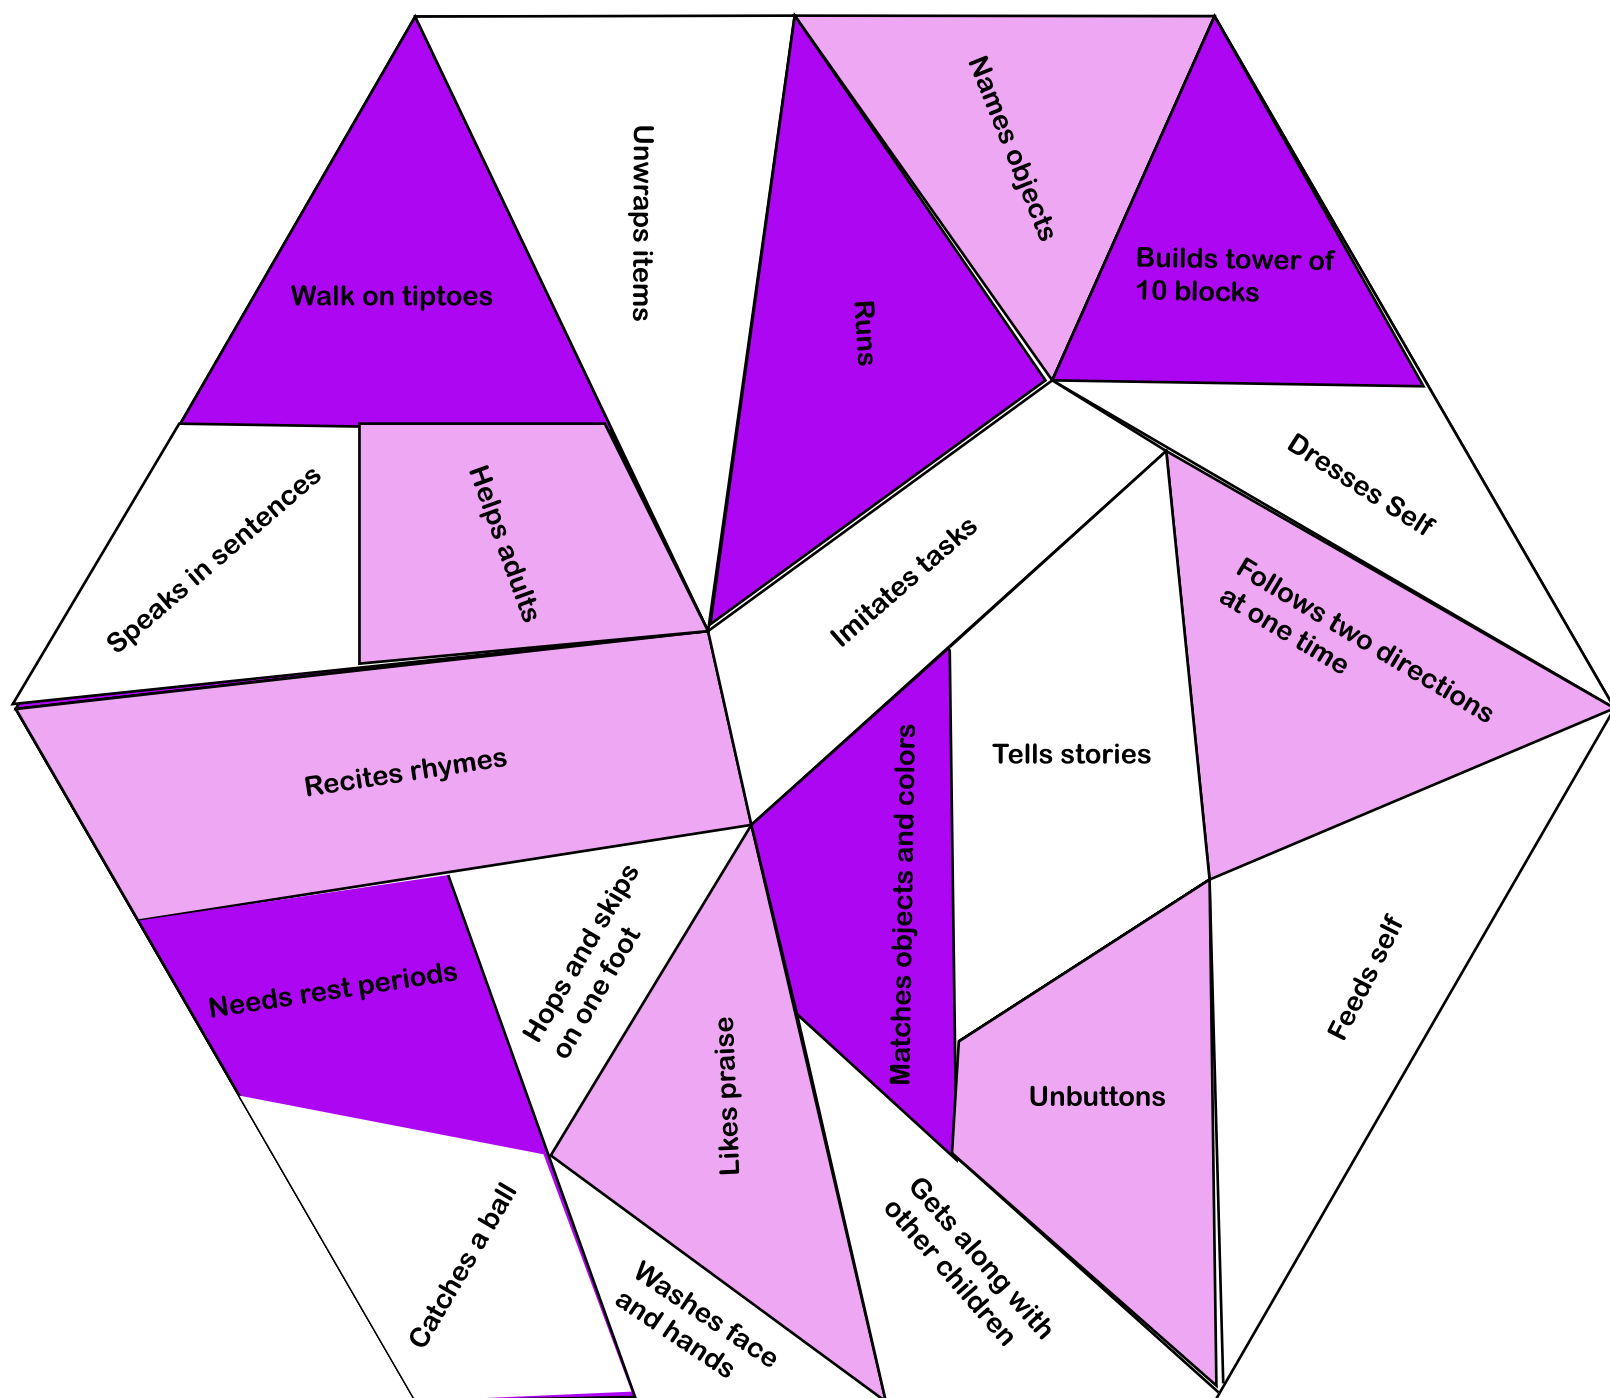 Names objects
Unwraps items
Builds tower of
10 blocks
Walk on tiptoes
Runs
Dresses Self
Speaks in sentences
Helps adults
Imitates tasks
Follows two directions
at one time
Recites rhymes
Tells stories
Matches objects and colors
Hops and skips
on one foot
Needs rest periods
Feeds self
Likes praise
Unbuttons
Catches a ball
Washes face
and hands
Gets along with
other children